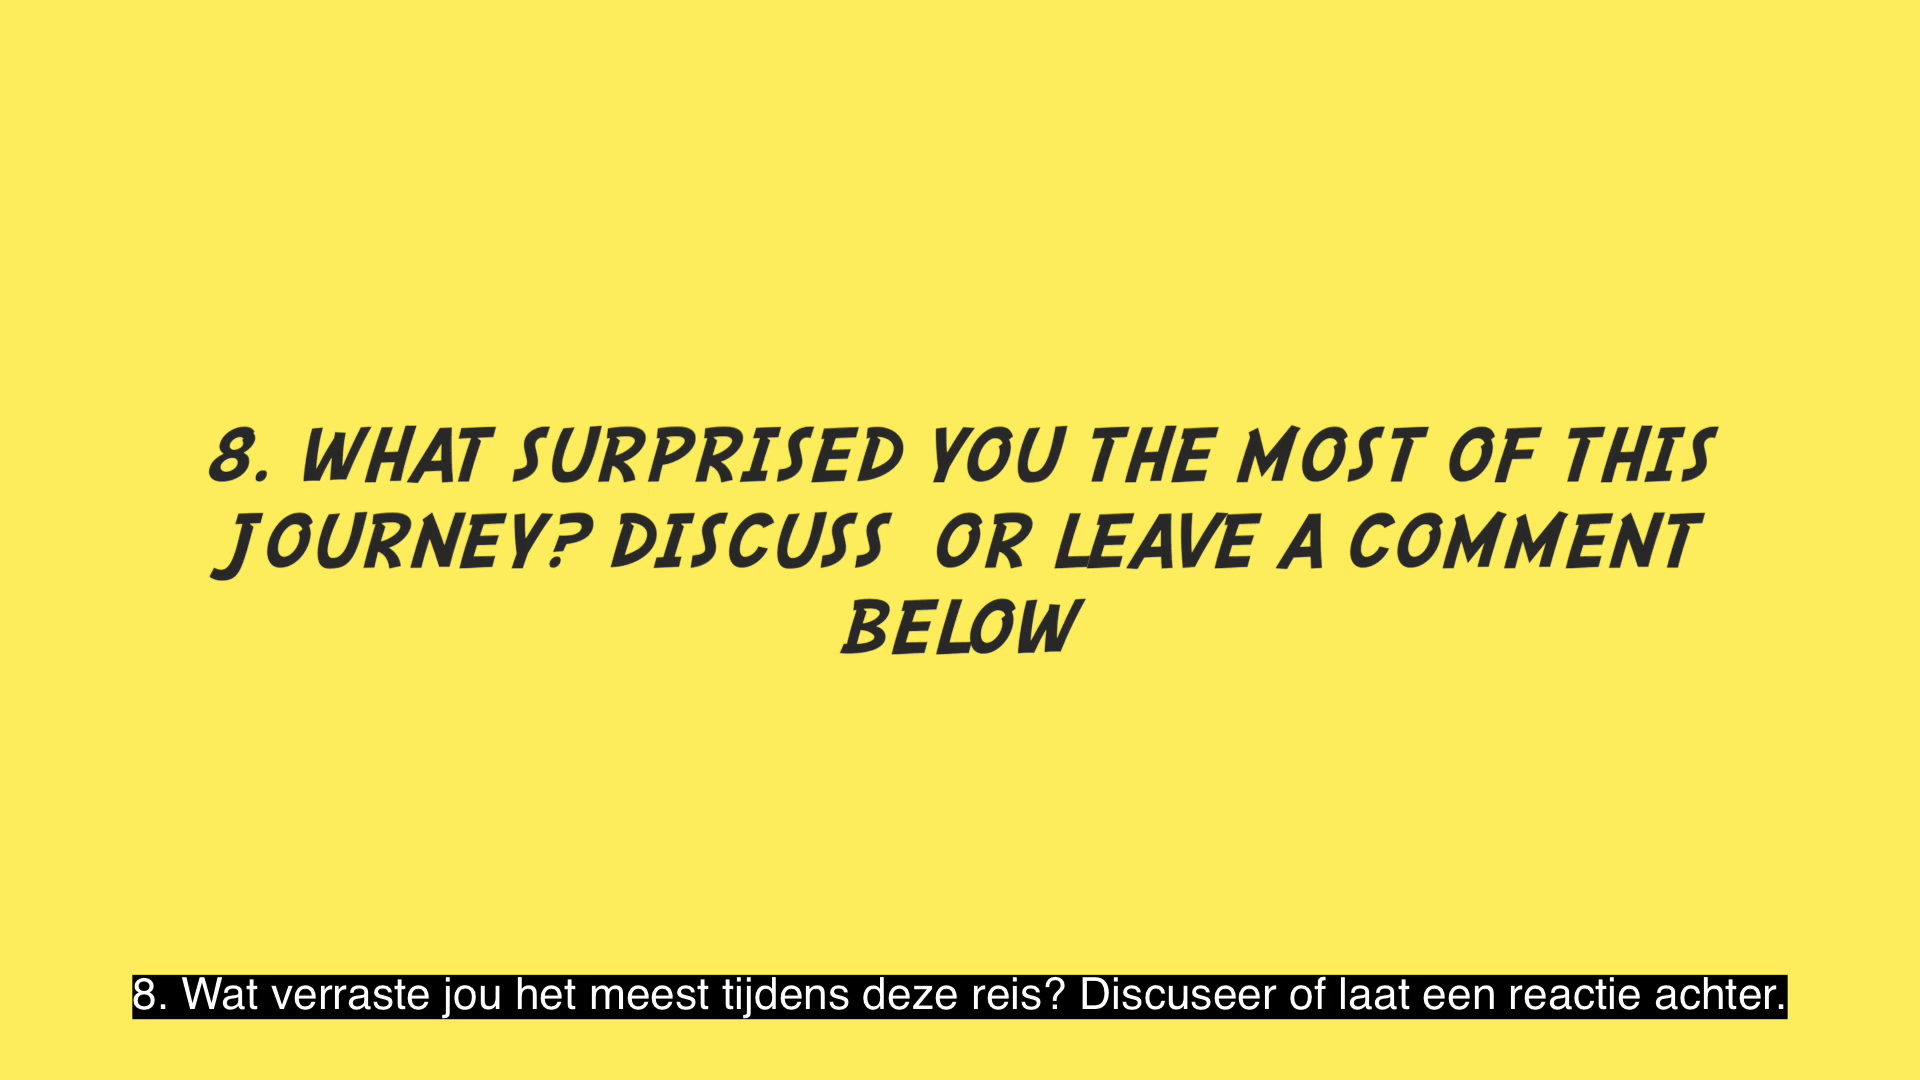 8. WHAT SURPRISED YOU THE MOST OF THIS
JOURNEY? DISCUSS  OR LEAVE A COMMENT
BELOW
8. Wat verraste jou het meest tijdens deze reis? Discuseer of laat een reactie achter.